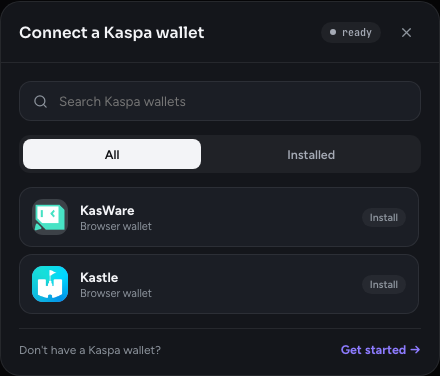 Connect a Kaspa wallet
ready
Search Kaspa wallets
All
Installed
KasWare
Browser wallet
Install
Kastle
Browser wallet
Install
Don't have a Kaspa wallet?
Get started →